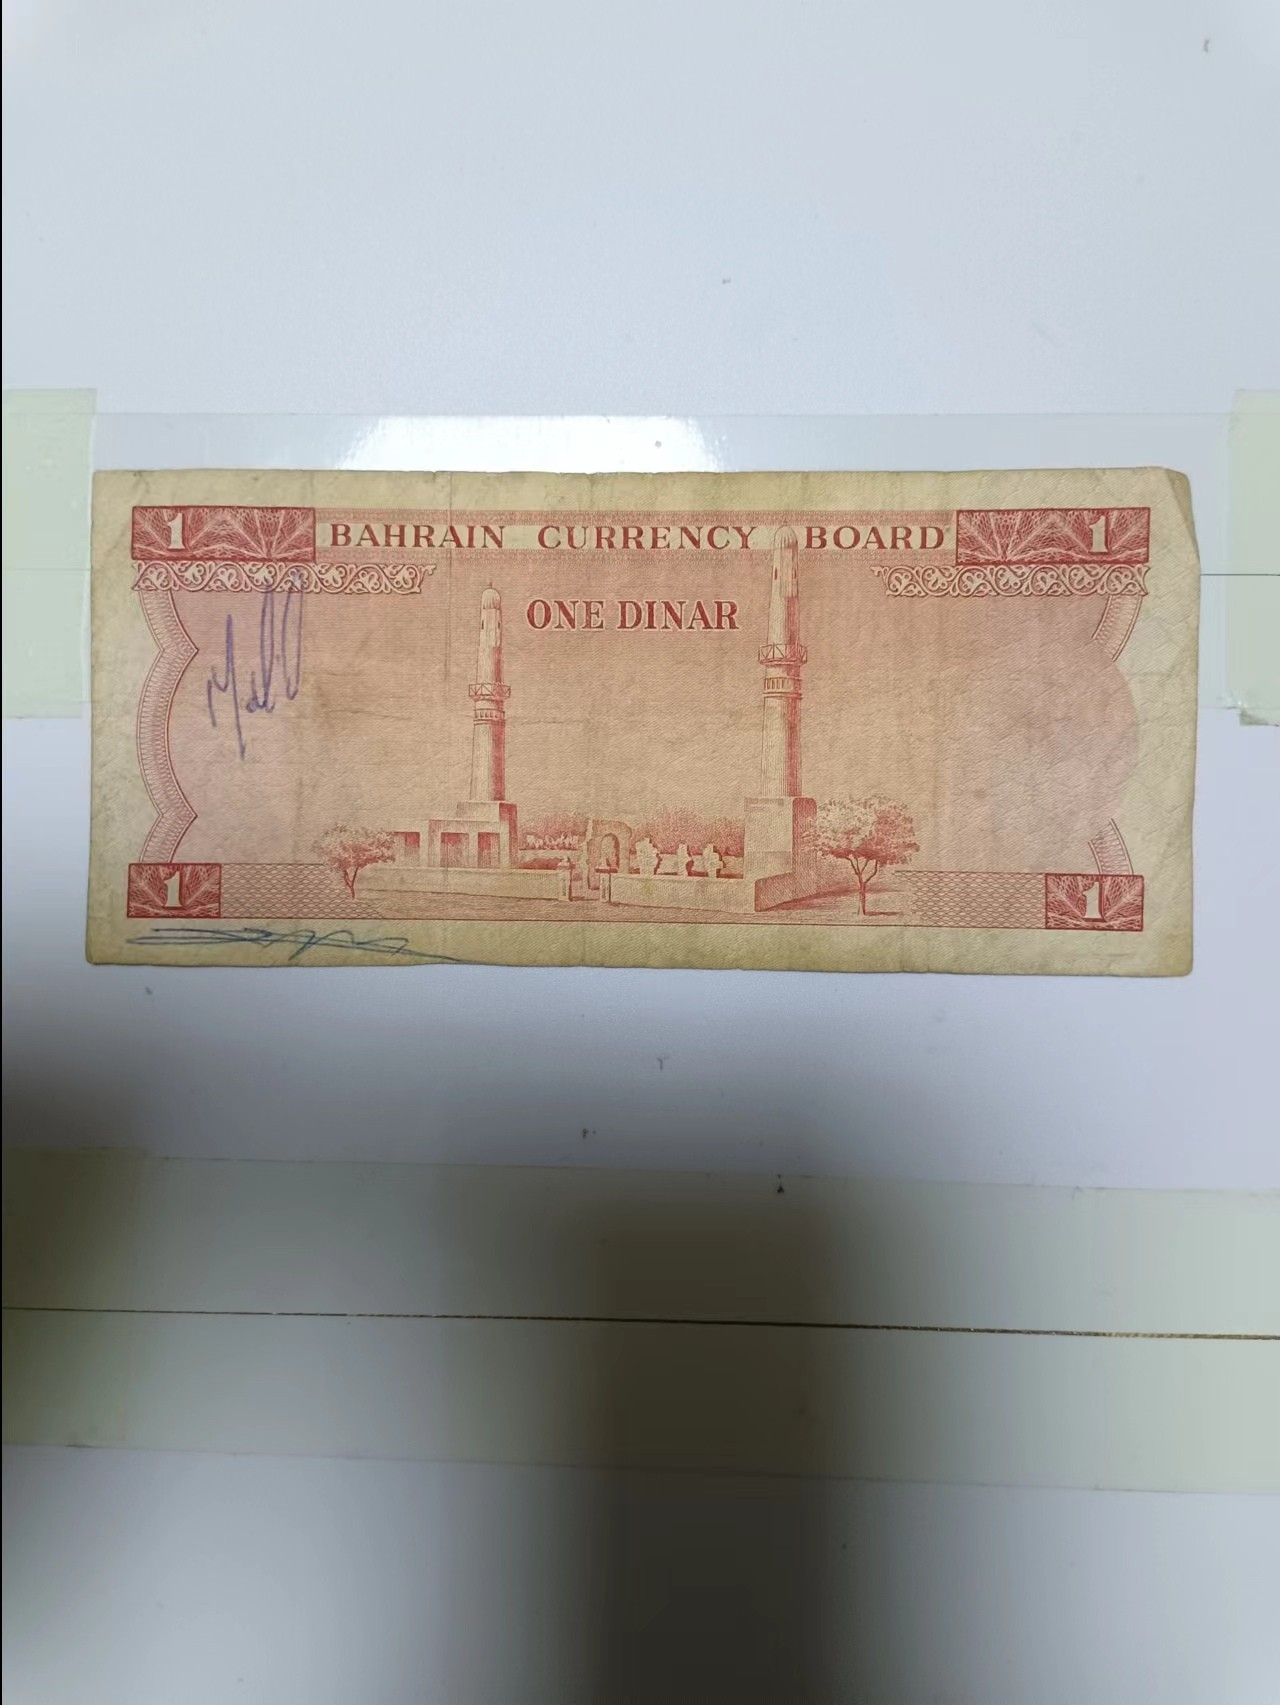 1 BAHRAIN CURRENCY BOARD 1
ONE DINAR
1 1